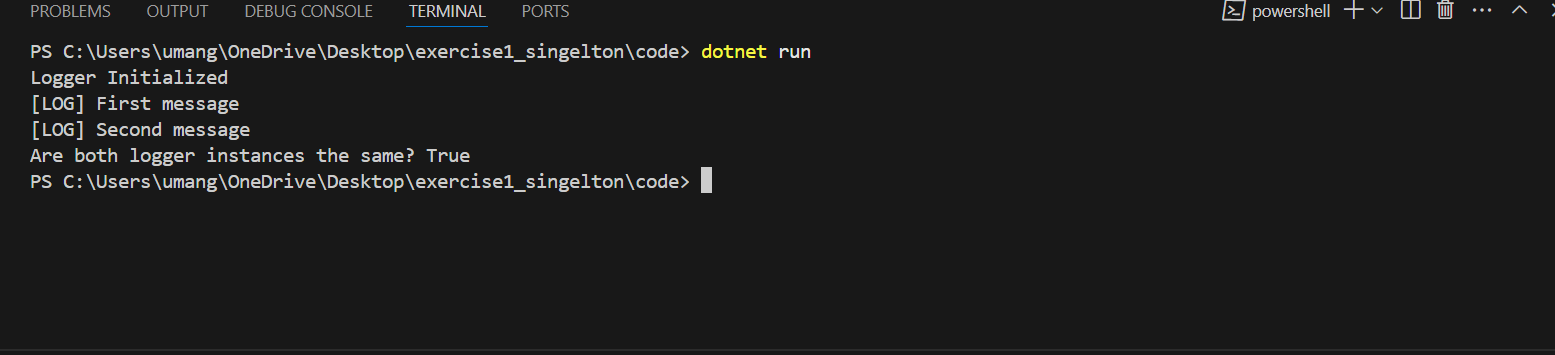 PROBLEMS OUTPUT DEBUG CONSOLE TERMINAL PORTS powershell
PS C:\Users\umang\OneDrive\Desktop\exercise1_singelton\code> dotnet run
Logger Initialized
[LOG] First message
[LOG] Second message
Are both logger instances the same? True
PS C:\Users\umang\OneDrive\Desktop\exercise1_singelton\code>